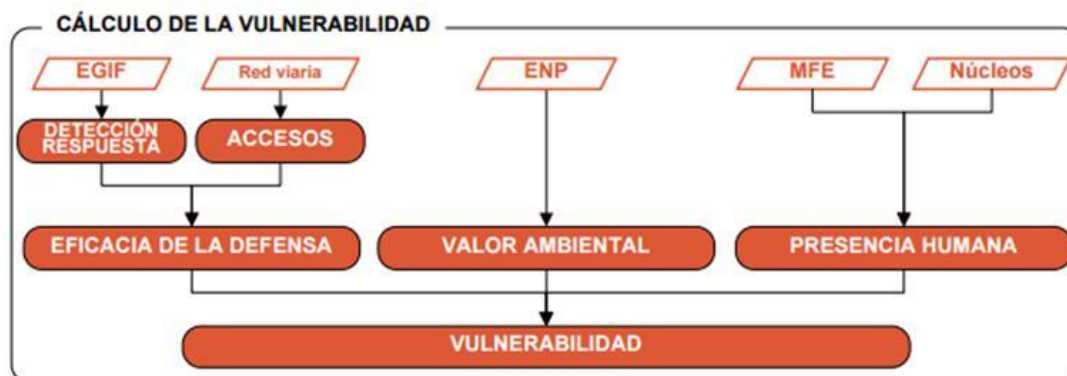 CÁLCULO DE LA VULNERABILIDAD
EGIF
Red viaria
ENP
MFE
Núcleos
DETECCIÓN
RESPUESTA
ACCESOS
EFICACIA DE LA DEFENSA
VALOR AMBIENTAL
PRESENCIA HUMANA
VULNERABILIDAD